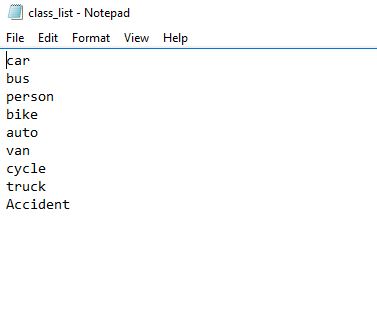 class_list - Notepad
File Edit Format View Help
car
bus
person
bike
auto
van
cycle
truck
Accident